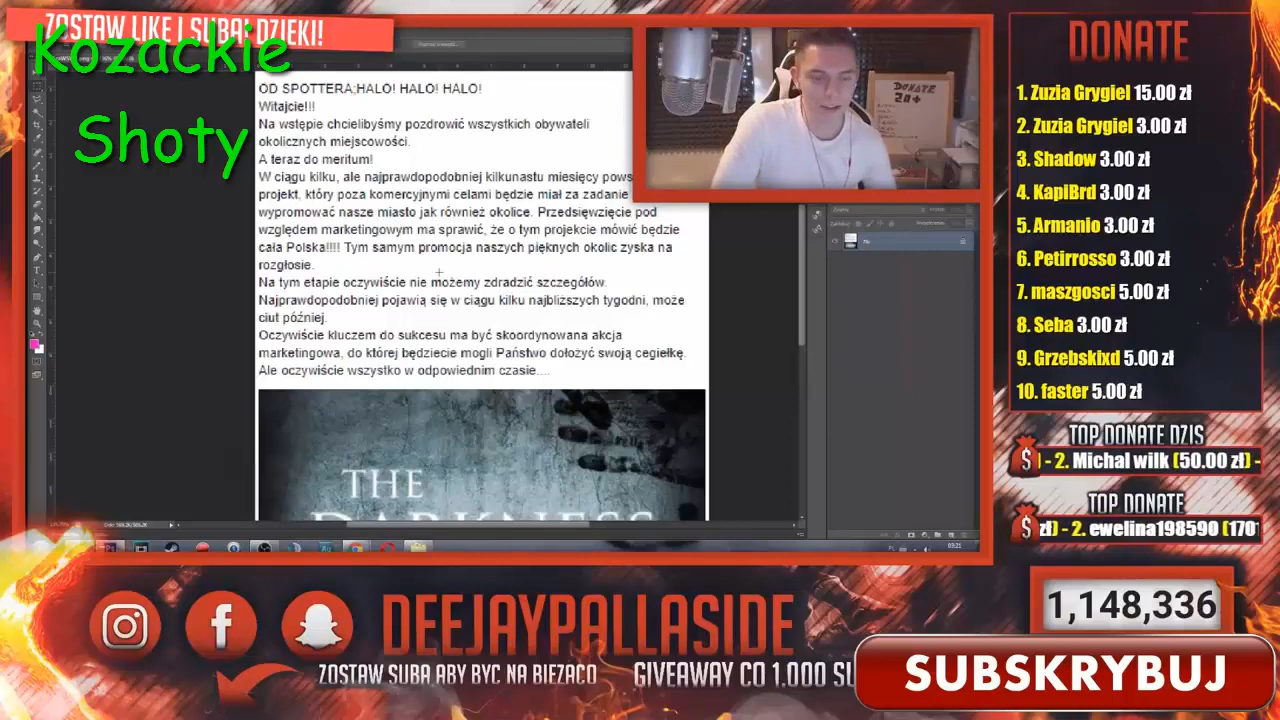 ZOSTAW LIKE I SUBA! DZIĘKI!
Kozackie
Shoty
OD SPOTTERA;HALO! HALO! HALO!
Witajcie!!!
Na wstępie chcielibyśmy pozdrowić wszystkich obywateli
okolicznych miejscowości.
A teraz do meritum!
W ciągu kilku, ale najprawdopodobniej kilkunastu miesięcy pows
projekt, który poza komercyjnymi celami będzie miał za zadanie
wypromować nasze miasto jak również okolice. Przedsięwzięcie pod
względem marketingowym ma sprawić, że o tym projekcie mówić będzie
cała Polska!!!! Tym samym promocja naszych pięknych okolic zyska na
rozgłosie.
Na tym etapie oczywiście nie możemy zdradzić szczegółów.
Najprawdopodobniej pojawią się w ciągu kilku najbliższych tygodni, może
ciut później.
Oczywiście kluczem do sukcesu ma być skoordynowana akcja
marketingowa, do której będziecie mogli Państwo dołożyć swoją cegiełkę.
Ale oczywiście wszystko w odpowiednim czasie....
THE
DARKNESS
DONATE
20+
03:21
DONATE
1. Zuzia Grygiel 15.00 zł
2. Zuzia Grygiel 3.00 zł
3. Shadow 3.00 zł
4. KapiBrd 3.00 zł
5. Armanio 3.00 zł
6. Petirrosso 3.00 zł
7. maszgosci 5.00 zł
8. Seba 3.00 zł
9. Grzebskixd 5.00 zł
10. faster 5.00 zł
TOP DONATE DZIS
) - 2. Michal wilk (50.00 zł) -
TOP DONATE
zł) - 2. ewelina198590 (170
1,148,336
DEEJAYPALLASIDE
ZOSTAW SUBA ABY BYC NA BIEZACO
GIVEAWAY CO 1.000 SU
SUBSKRYBUJ